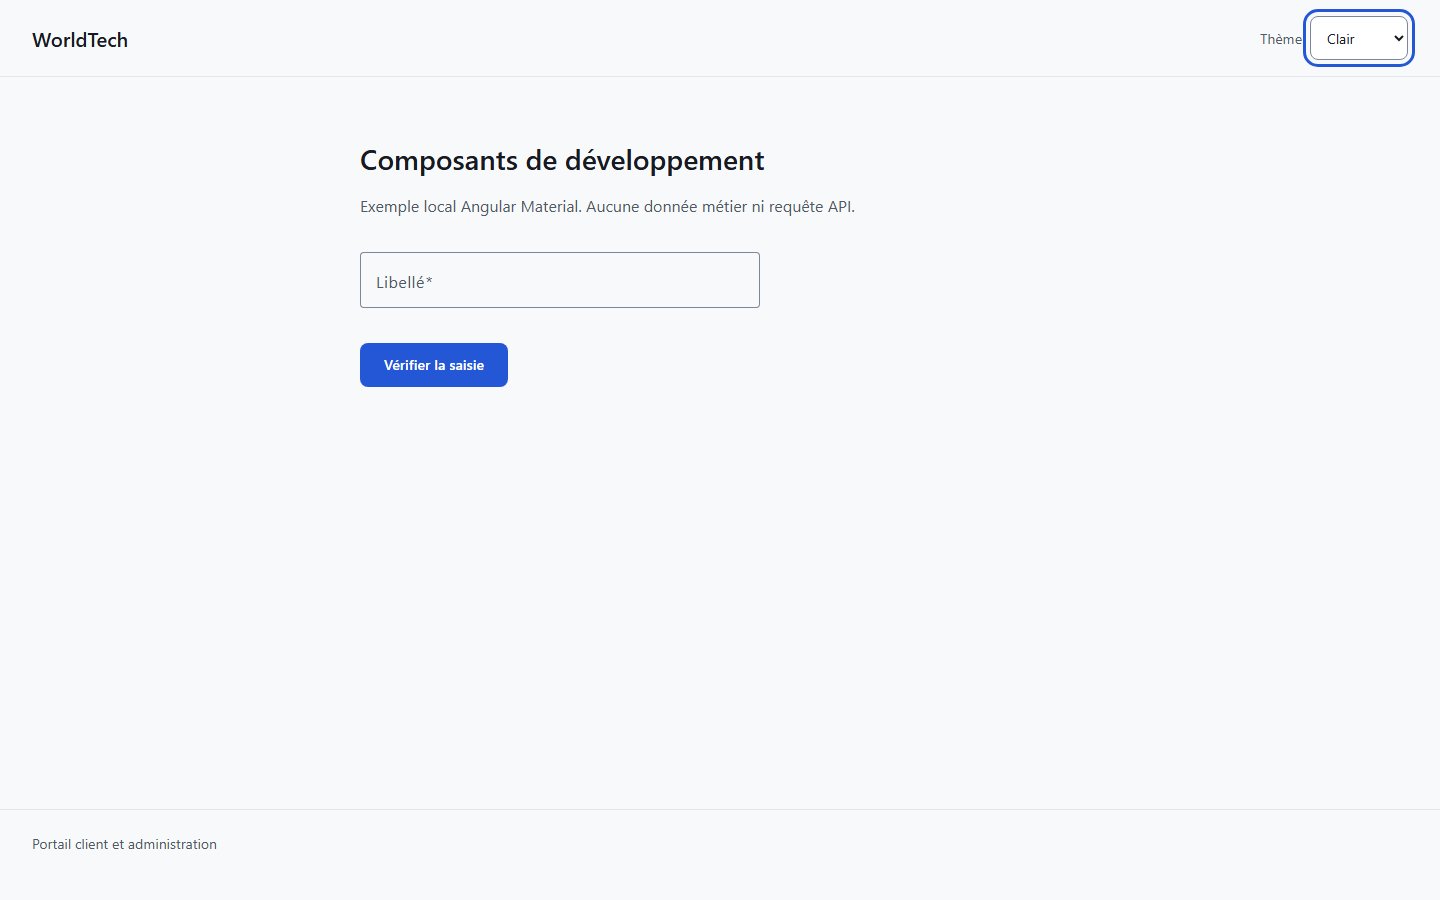 WorldTech
Thème
Clair
Composants de développement
Exemple local Angular Material. Aucune donnée métier ni requête API.
Libellé*
Vérifier la saisie
Portail client et administration